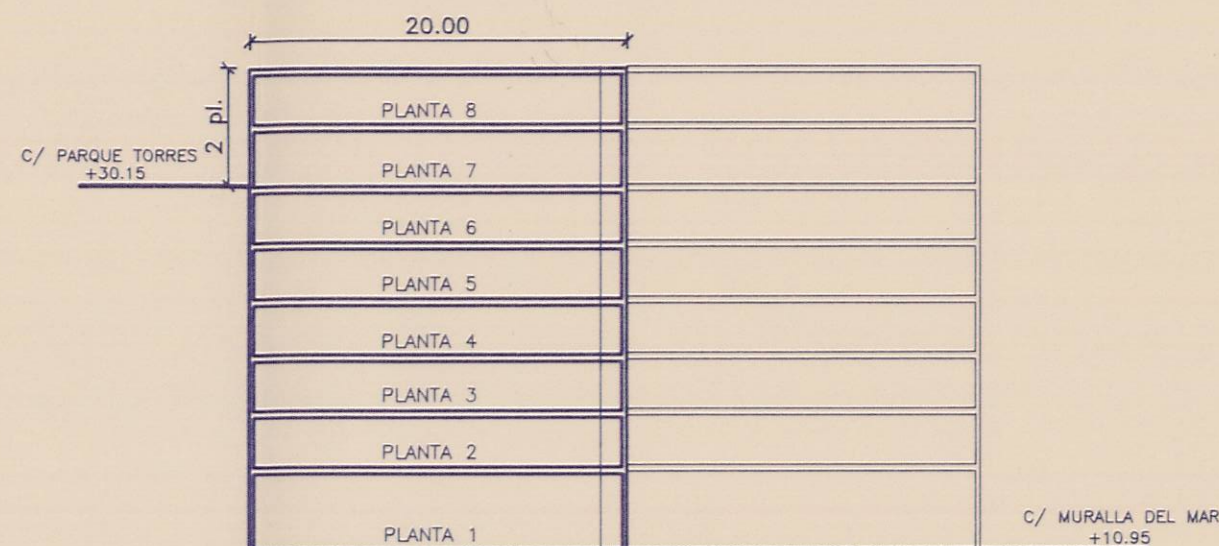 20.00
2 pl.
PLANTA 8
C/ PARQUE TORRES
+30.15
PLANTA 7
PLANTA 6
PLANTA 5
PLANTA 4
PLANTA 3
PLANTA 2
PLANTA 1
C/ MURALLA DEL MAR
+10.95